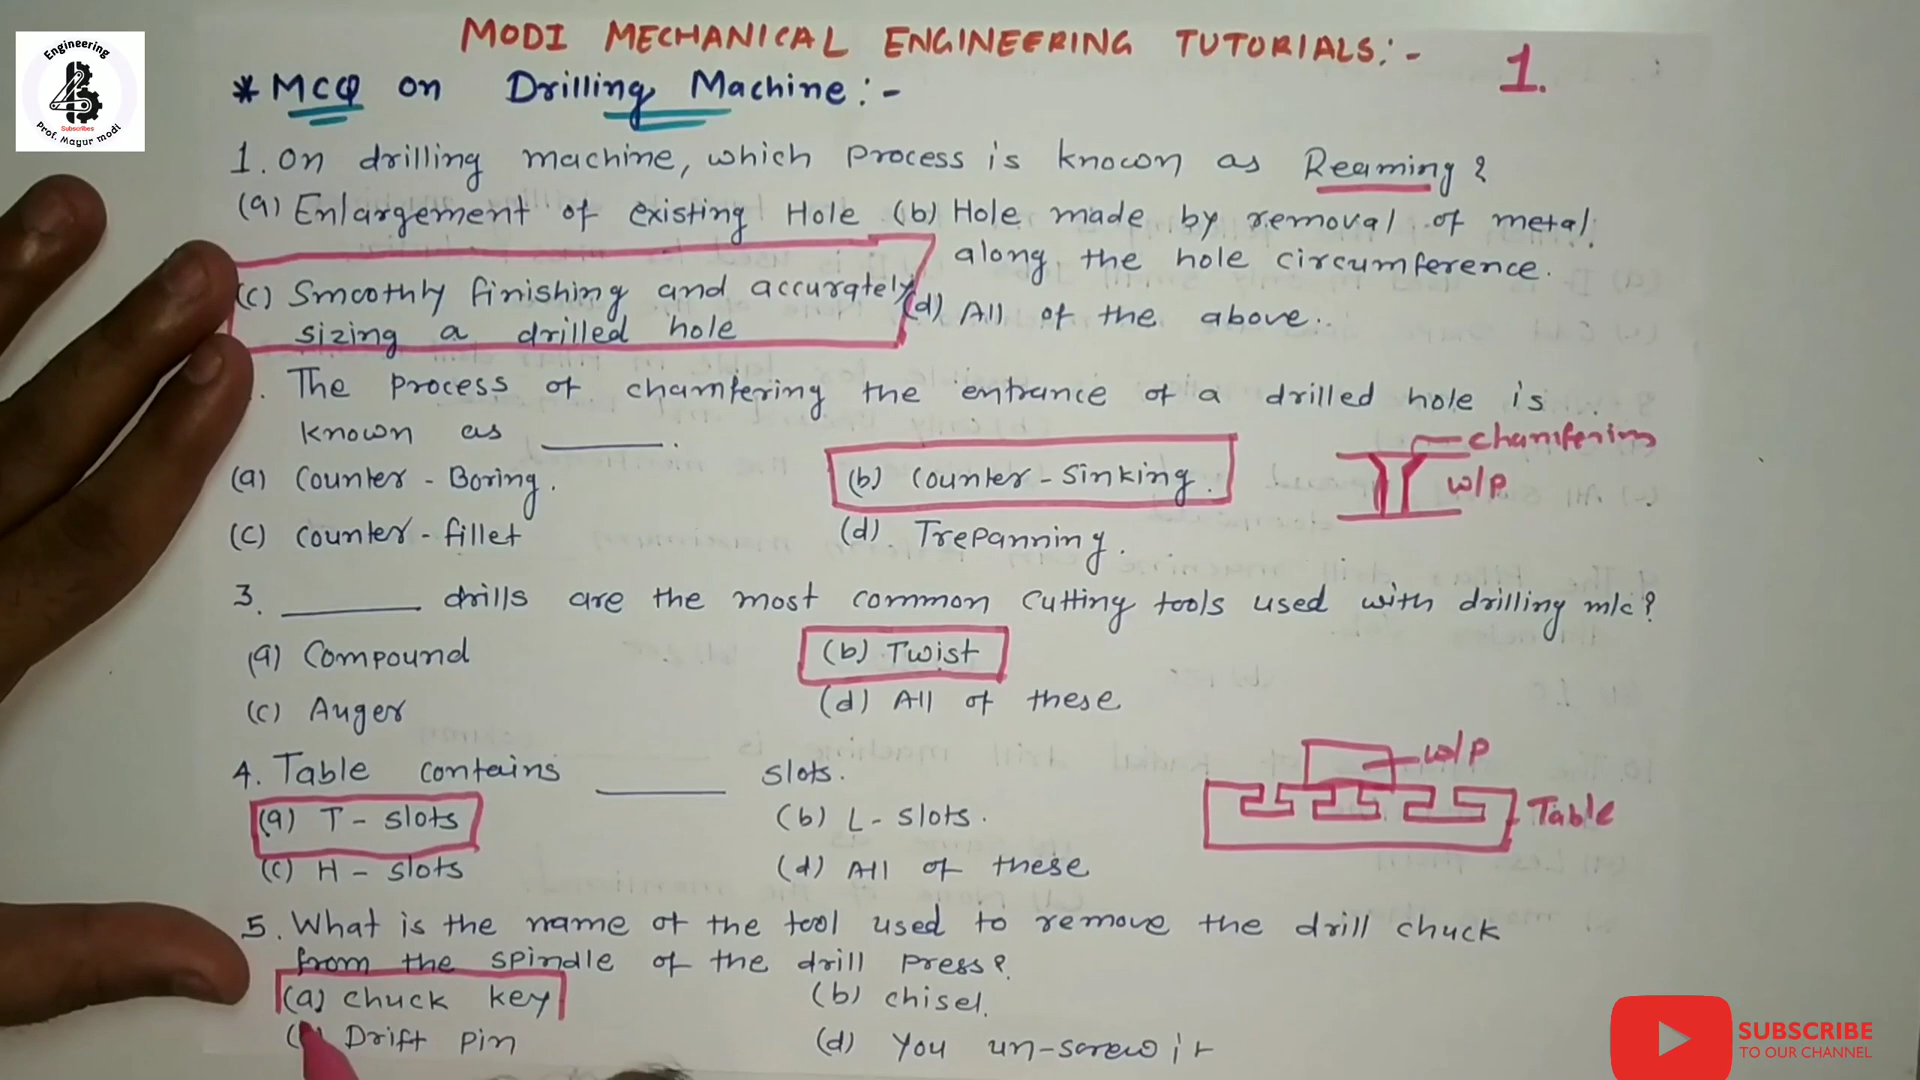 Engineering
Subscribes
Prof. Mayur modi
MODI MECHANICAL ENGINEERING TUTORIALS:-
1.
* MCQ on Drilling Machine:-
1. On drilling machine, which process is known as Reaming?
(a) Enlargement of existing Hole (b) Hole made by removal of metal
along the hole circumference.
(c) Smoothly finishing and accurately
sizing a drilled hole
(d) All of the above.
. The process of chamfering the entrance of a drilled hole is
known as ______.
(a) Counter - Boring.
(b) Counter - Sinking.
chamfering
w/p
(c) Counter - fillet
(d). Trepanning.
3. ______ drills are the most common cutting tools used with drilling m/c?
(a) Compound
(b) Twist
(c) Auger
(d) All of these
4. Table contains ______ slots.
w/p
(a) T - slots
(b) L - slots.
Table
(c) H - slots
(d) All of these
5. What is the name of the tool used to remove the drill chuck
from the spindle of the drill press?
(a) chuck key
(b) chisel.
Drift pin
(d) You un-screw it
SUBSCRIBE
TO OUR CHANNEL